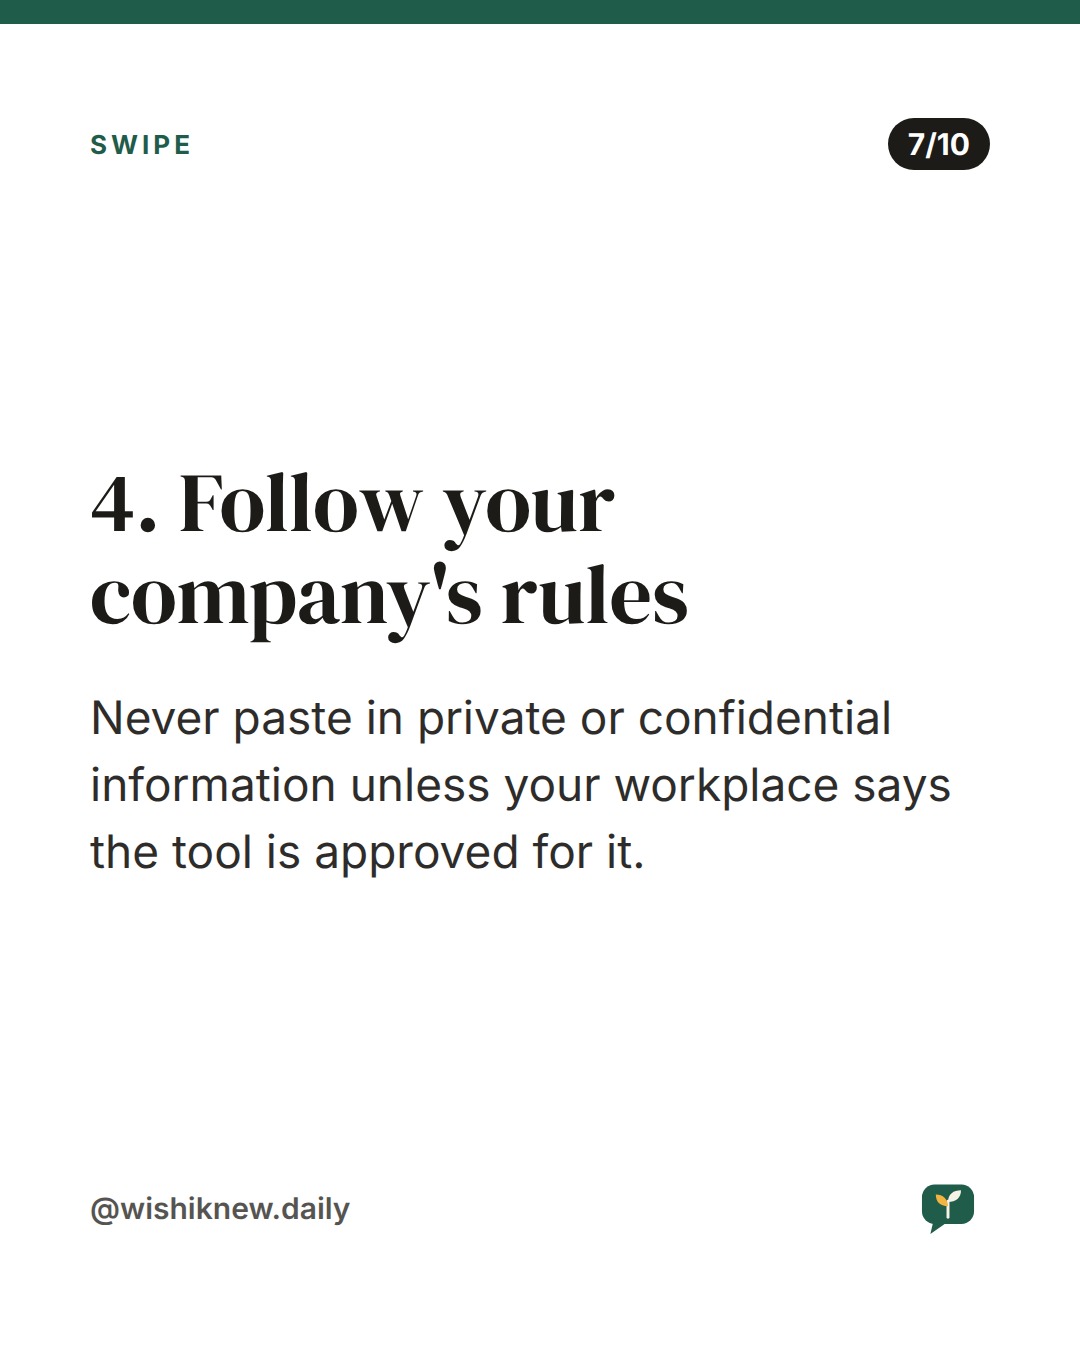 SWIPE
7/10
4. Follow your
company's rules
Never paste in private or confidential
information unless your workplace says
the tool is approved for it.
@wishiknew.daily